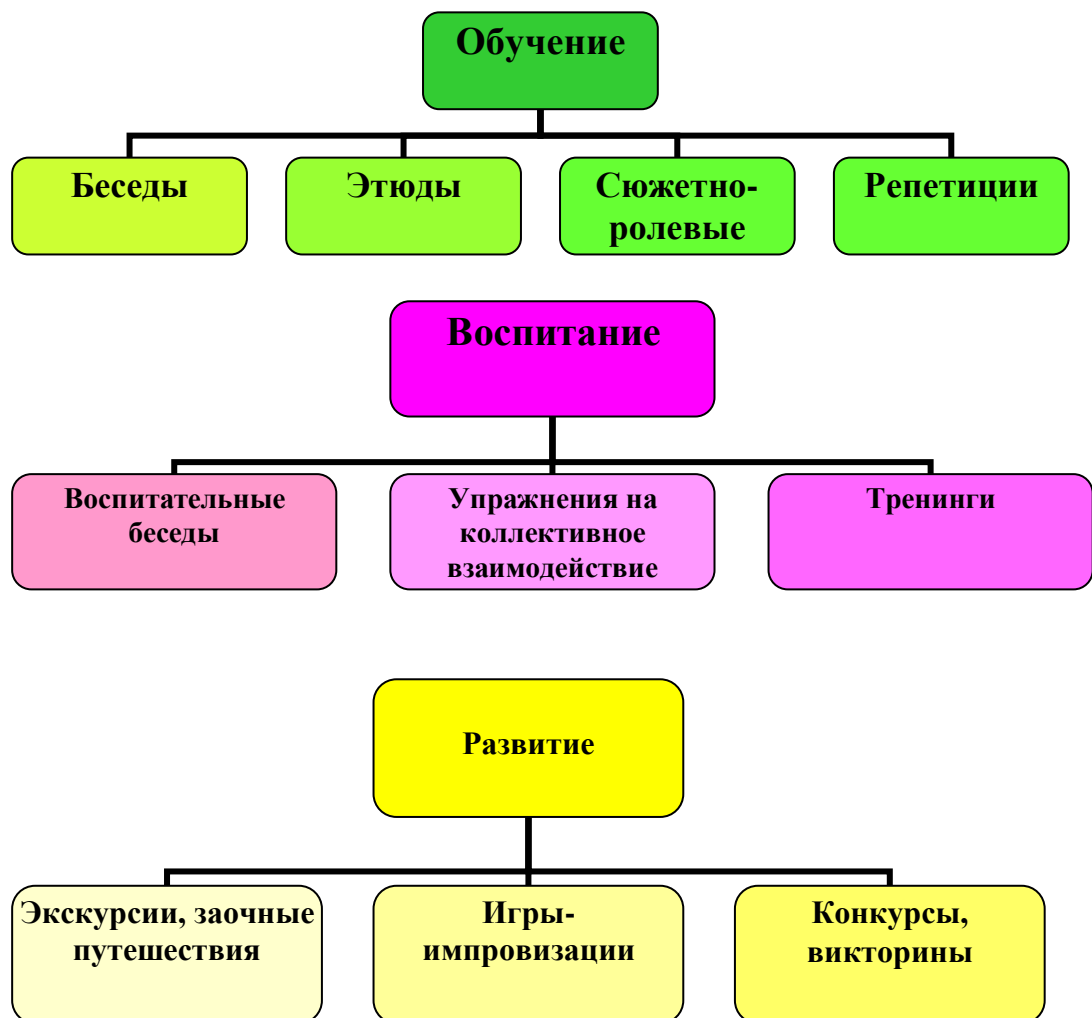 Обучение
Беседы
Этюды
Сюжетно-
ролевые
Репетиции
Воспитание
Воспитательные
беседы
Упражнения на
коллективное
взаимодействие
Тренинги
Развитие
Экскурсии, заочные
путешествия
Игры-
импровизации
Конкурсы,
викторины